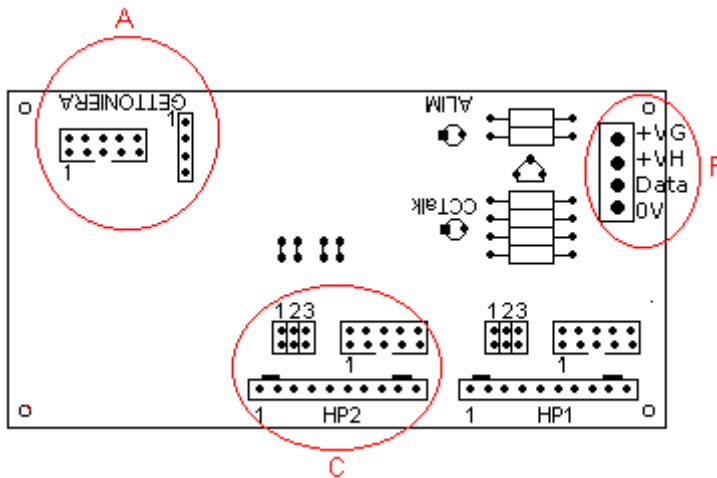 A
GETTONIERA
1
1
ALIM
+VG
+VH
Data
0V
CCTalk
123
1
1
HP2
123
1
1
HP1
C